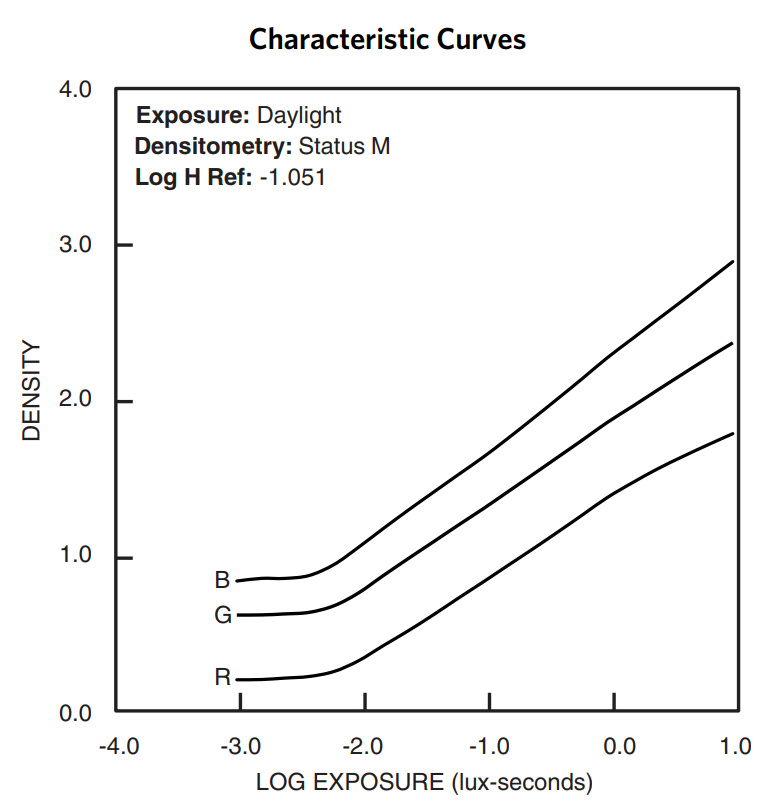 Characteristic Curves
4.0
Exposure: Daylight
Densitometry: Status M
Log H Ref: -1.051
3.0
DENSITY
2.0
1.0
B
G
R
0.0
-4.0 -3.0 -2.0 -1.0 0.0 1.0
LOG EXPOSURE (lux-seconds)